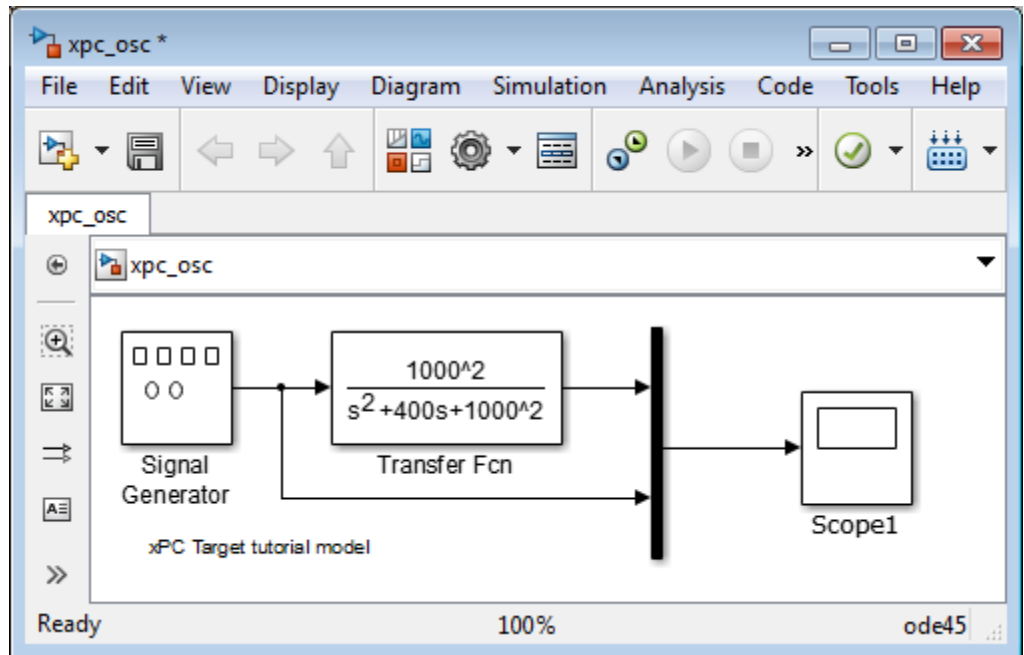 xpc_osc *
File Edit View Display Diagram Simulation Analysis Code Tools Help
»
xpc_osc
xpc_osc
1000^2
s2+400s+1000^2
Signal
Generator
Transfer Fcn
Scope1
A
xPC Target tutorial model
»
Ready 100% ode45